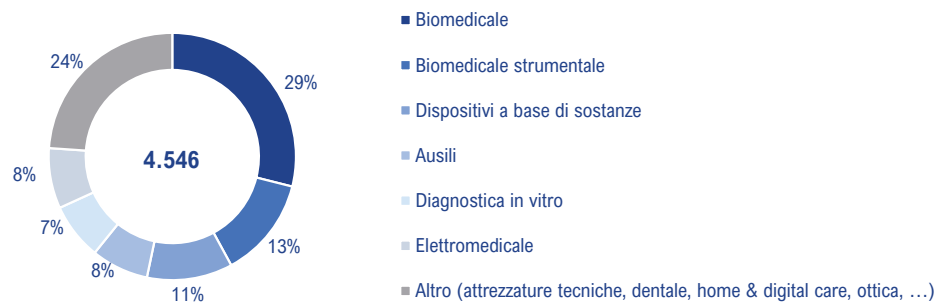 24%
29%
8%
7%
8%
11%
13%
4.546
Biomedicale
Biomedicale strumentale
Dispositivi a base di sostanze
Ausili
Diagnostica in vitro
Elettromedicale
Altro (attrezzature tecniche, dentale, home & digital care, ottica, …)